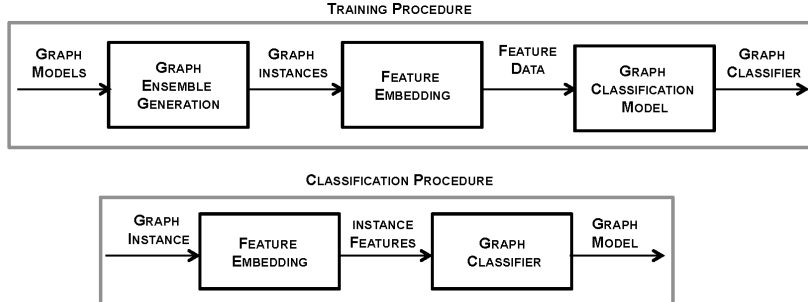 TRAINING PROCEDURE
GRAPH
MODELS
GRAPH
ENSEMBLE
GENERATION
GRAPH
INSTANCES
FEATURE
EMBEDDING
FEATURE
DATA
GRAPH
CLASSIFICATION
MODEL
GRAPH
CLASSIFIER
CLASSIFICATION PROCEDURE
GRAPH
INSTANCE
FEATURE
EMBEDDING
INSTANCE
FEATURES
GRAPH
CLASSIFIER
GRAPH
MODEL